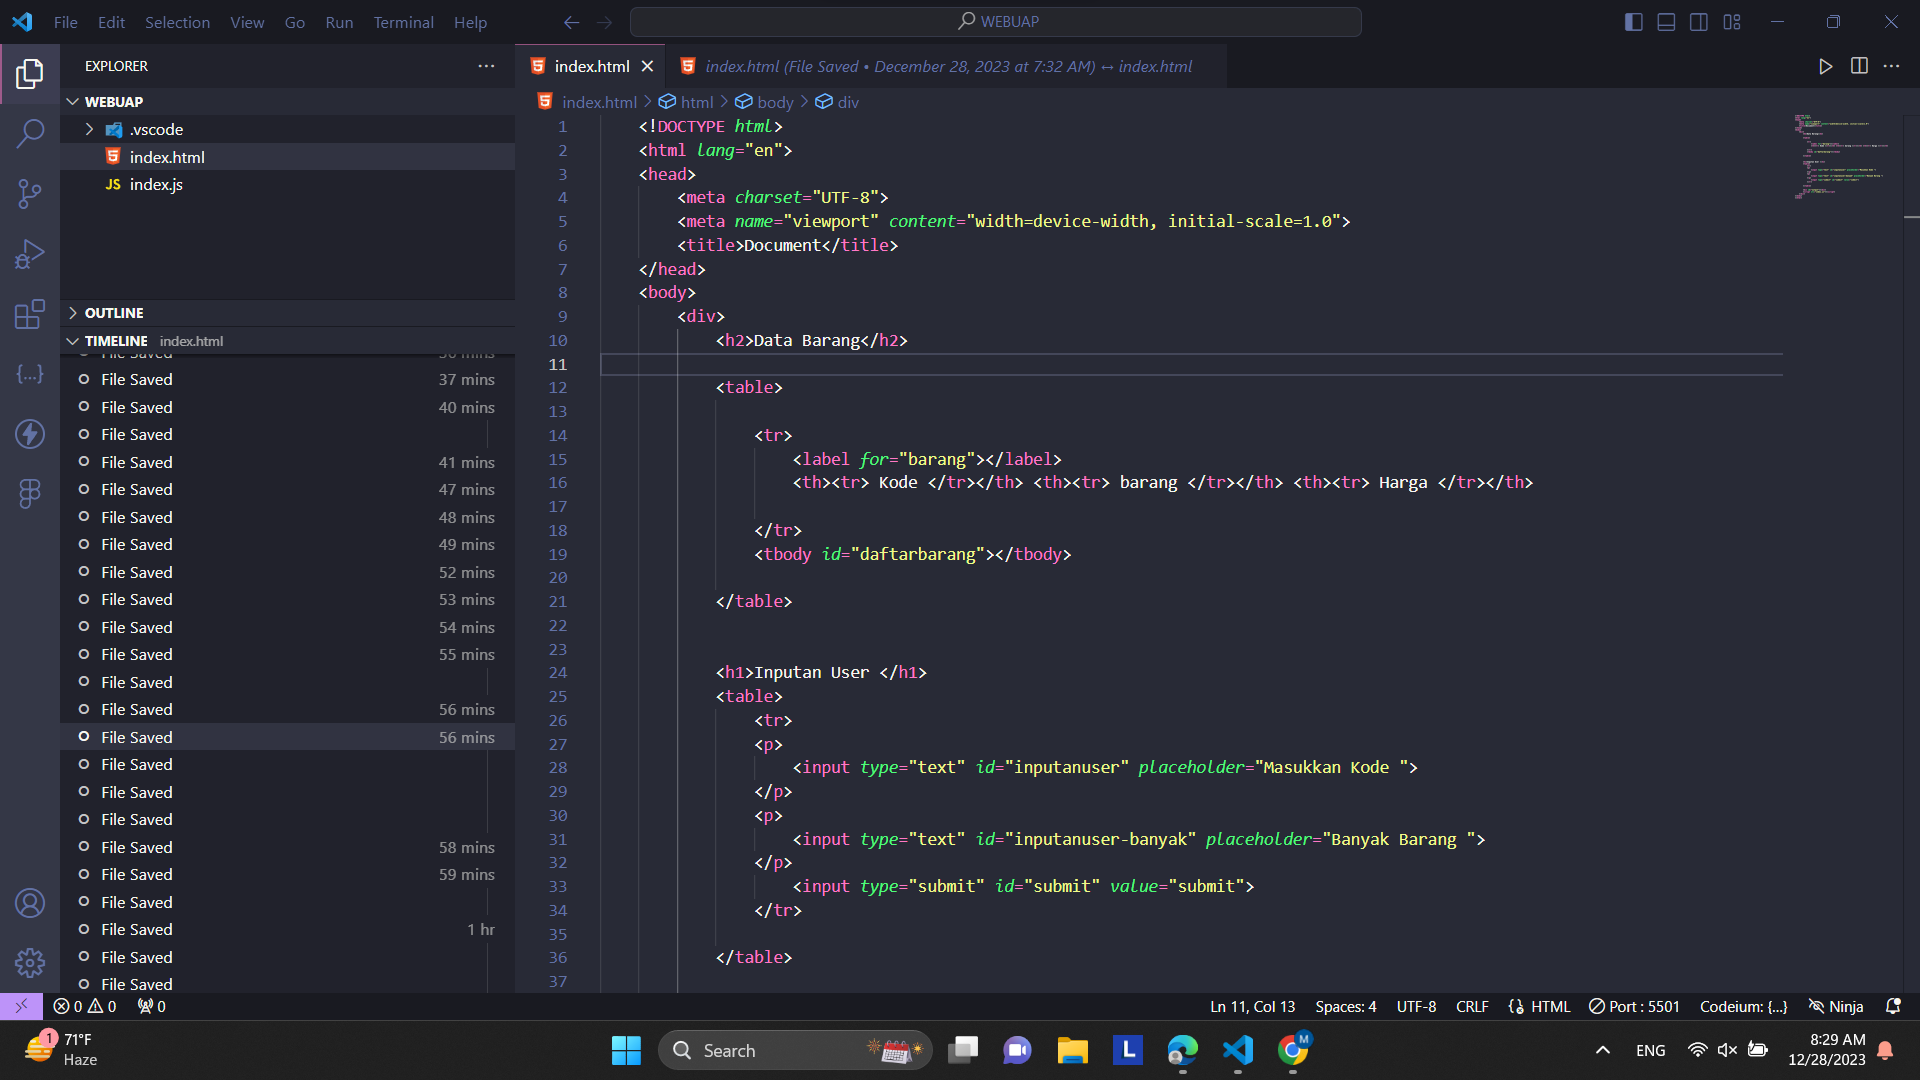 File Edit Selection View Go Run Terminal Help
WEBUAP
EXPLORER
WEBUAP
.vscode
index.html
JS index.js
OUTLINE
TIMELINE index.html
File Saved 37 mins
File Saved 40 mins
File Saved
File Saved 41 mins
File Saved 47 mins
File Saved 48 mins
File Saved 49 mins
File Saved 52 mins
File Saved 53 mins
File Saved 54 mins
File Saved 55 mins
File Saved
File Saved 56 mins
File Saved 56 mins
File Saved
File Saved
File Saved
File Saved 58 mins
File Saved 59 mins
File Saved
File Saved 1 hr
File Saved
File Saved
index.html index.html (File Saved • December 28, 2023 at 7:32 AM) ↔ index.html
index.html > html > body > div
1 <!DOCTYPE html>
2 <html lang="en">
3 <head>
4 <meta charset="UTF-8">
5 <meta name="viewport" content="width=device-width, initial-scale=1.0">
6 <title>Document</title>
7 </head>
8 <body>
9 <div>
10 <h2>Data Barang</h2>
11
12 <table>
13
14 <tr>
15 <label for="barang"></label>
16 <th><tr> Kode </tr></th> <th><tr> barang </tr></th> <th><tr> Harga </tr></th>
17
18 </tr>
19 <tbody id="daftarbarang"></tbody>
20
21 </table>
22
23
24 <h1>Inputan User </h1>
25 <table>
26 <tr>
27 <p>
28 <input type="text" id="inputanuser" placeholder="Masukkan Kode ">
29 </p>
30 <p>
31 <input type="text" id="inputanuser-banyak" placeholder="Banyak Barang ">
32 </p>
33 <input type="submit" id="submit" value="submit">
34 </tr>
35
36 </table>
37
0 0 0
Ln 11, Col 13 Spaces: 4 UTF-8 CRLF HTML Port : 5501 Codeium: {...} Ninja
1 71°F
Haze
Search
L
M
ENG
8:29 AM
12/28/2023